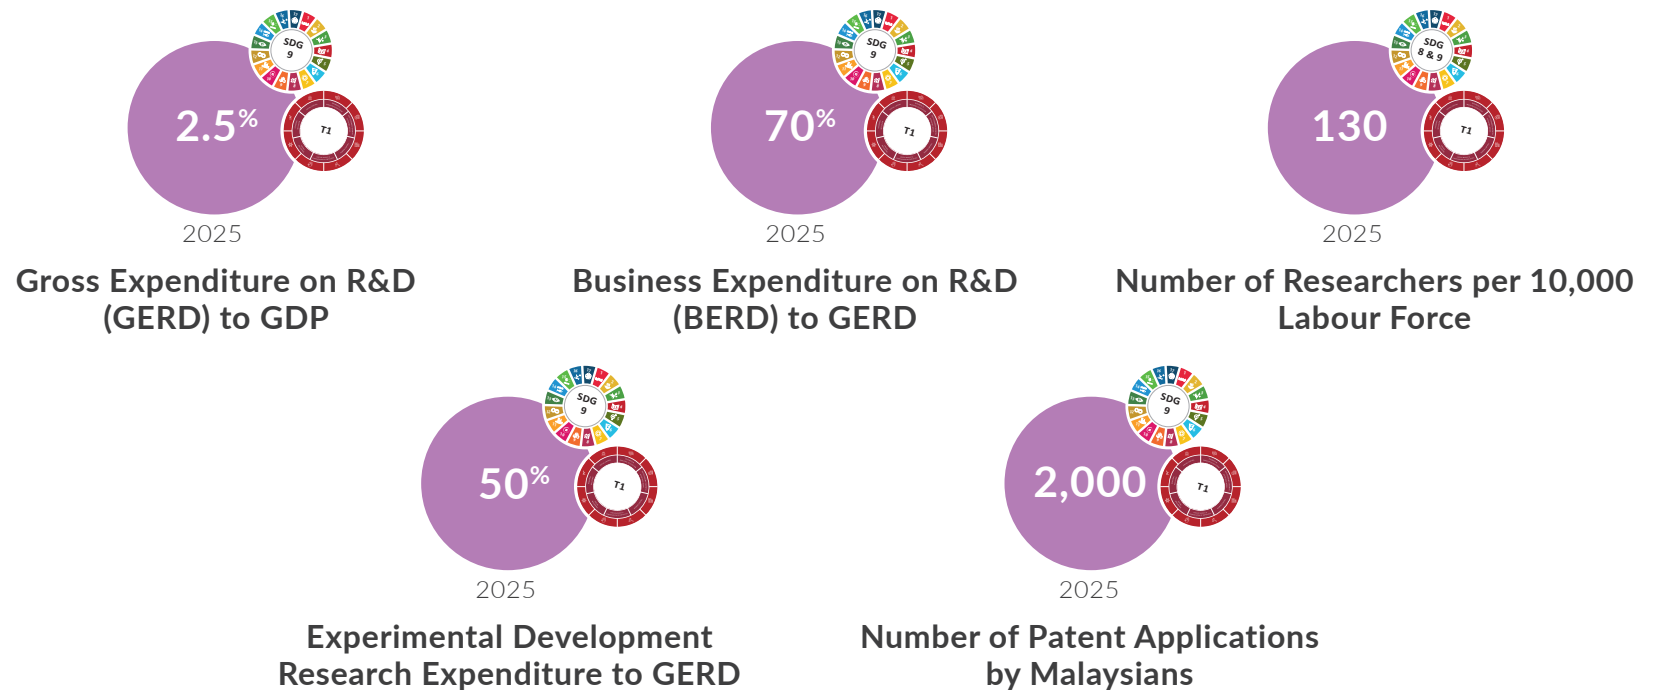 SDG
9
2.5%
T1
2025
Gross Expenditure on R&D
(GERD) to GDP
SDG
9
70%
T1
2025
Business Expenditure on R&D
(BERD) to GERD
SDG
8 & 9
130
T1
2025
Number of Researchers per 10,000
Labour Force
SDG
9
50%
T1
2025
Experimental Development
Research Expenditure to GERD
SDG
9
2,000
T1
2025
Number of Patent Applications
by Malaysians